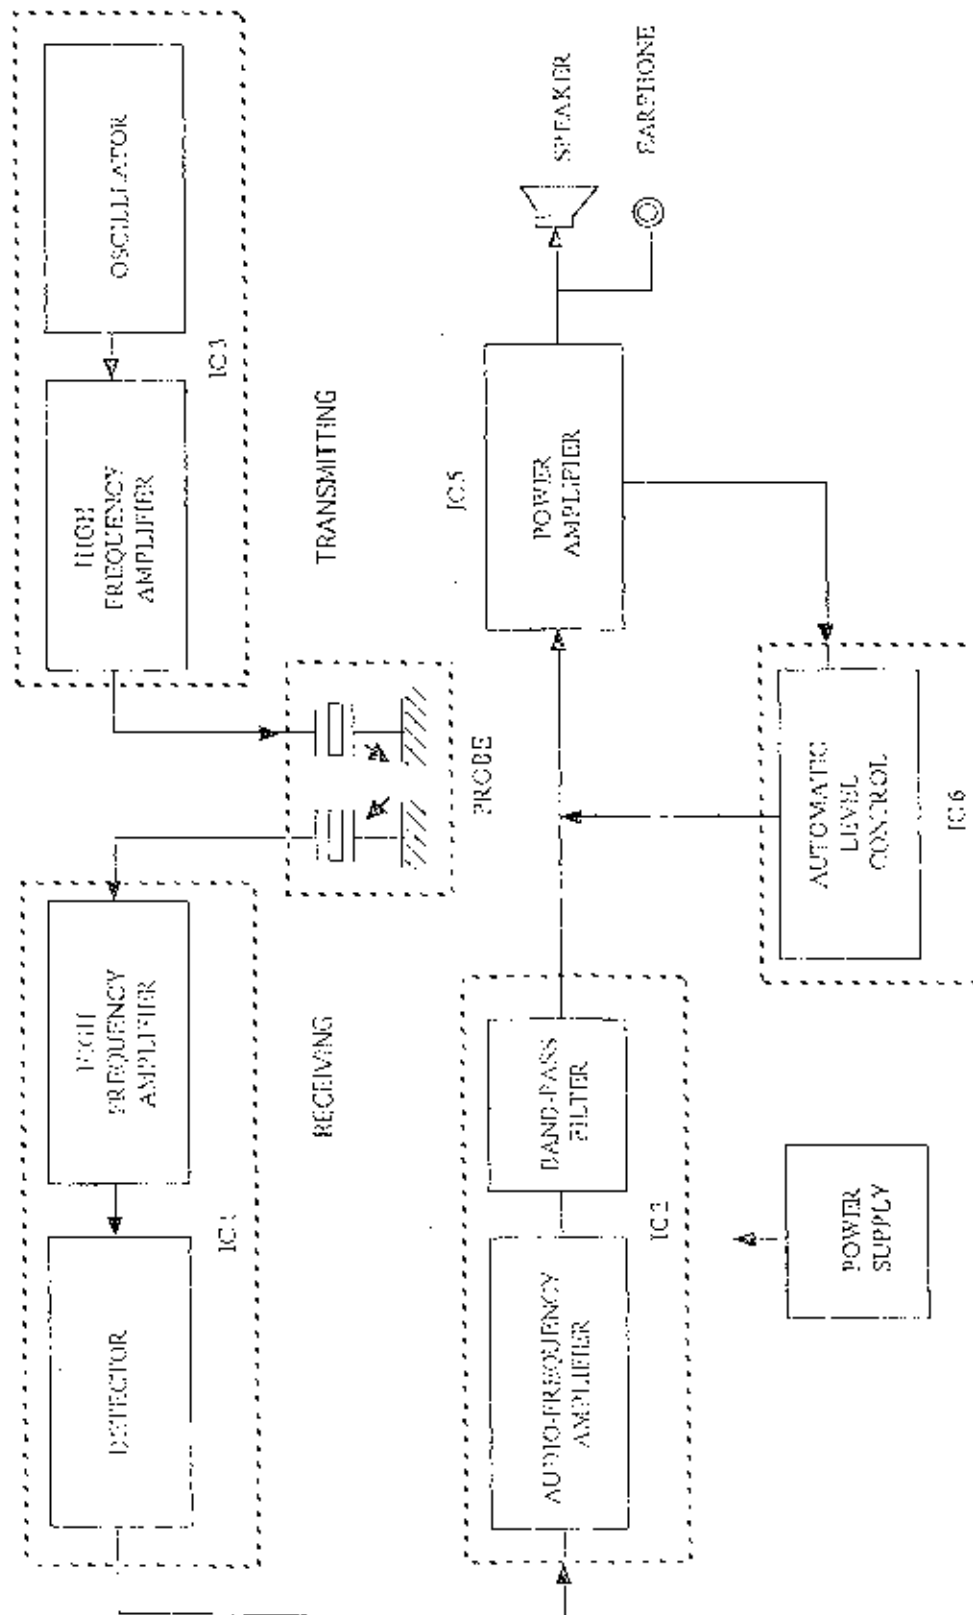 OSCILLATOR
HIGH
FREQUENCY
AMPLIFIER
IC3
TRANSMITTING
PROBE
HIGH
FREQUENCY
AMPLIFIER
DETECTOR
RECEIVING
AUDIO-FREQUENCY
AMPLIFIER
BAND-PASS
FILTER
IC2
POWER
AMPLIFIER
IC5
SPEAKER
EARPHONE
AUTOMATIC
LEVEL
CONTROL
IC6
POWER
SUPPLY